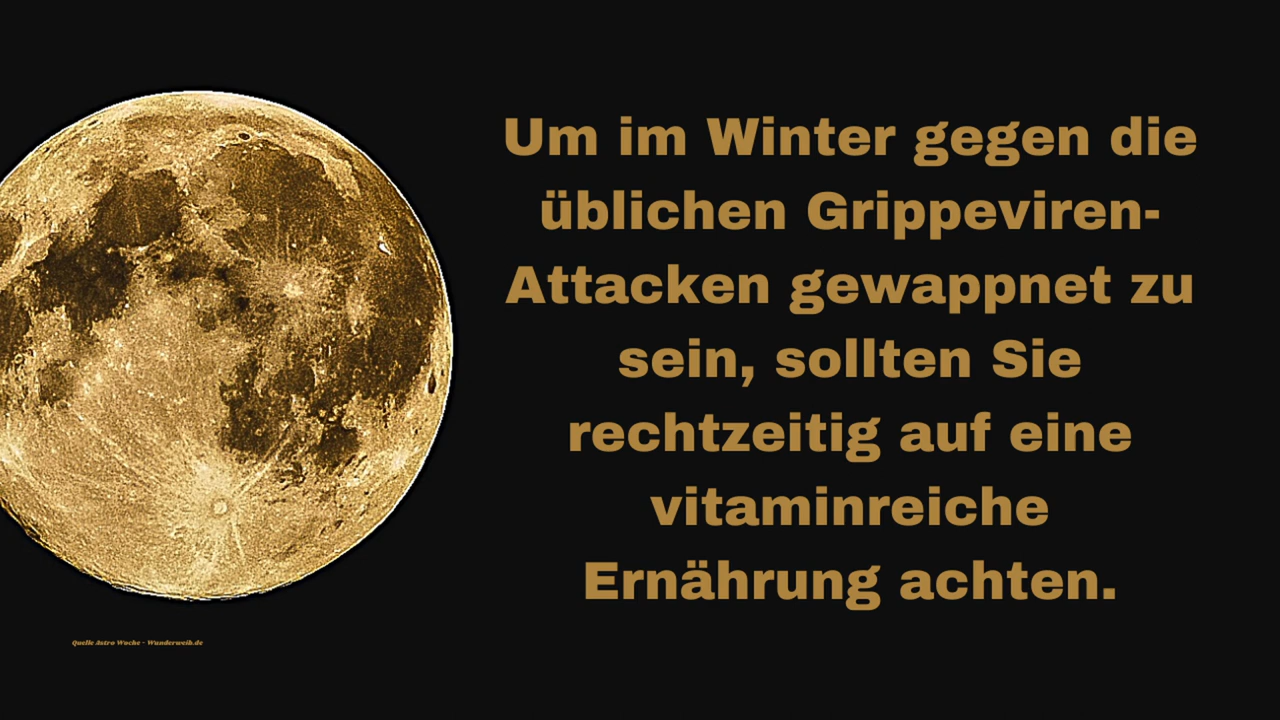 Um im Winter gegen die
üblichen Grippeviren-
Attacken gewappnet zu
sein, sollten Sie
rechtzeitig auf eine
vitaminreiche
Ernährung achten.
Quelle Astro Woche - Wunderweib.de